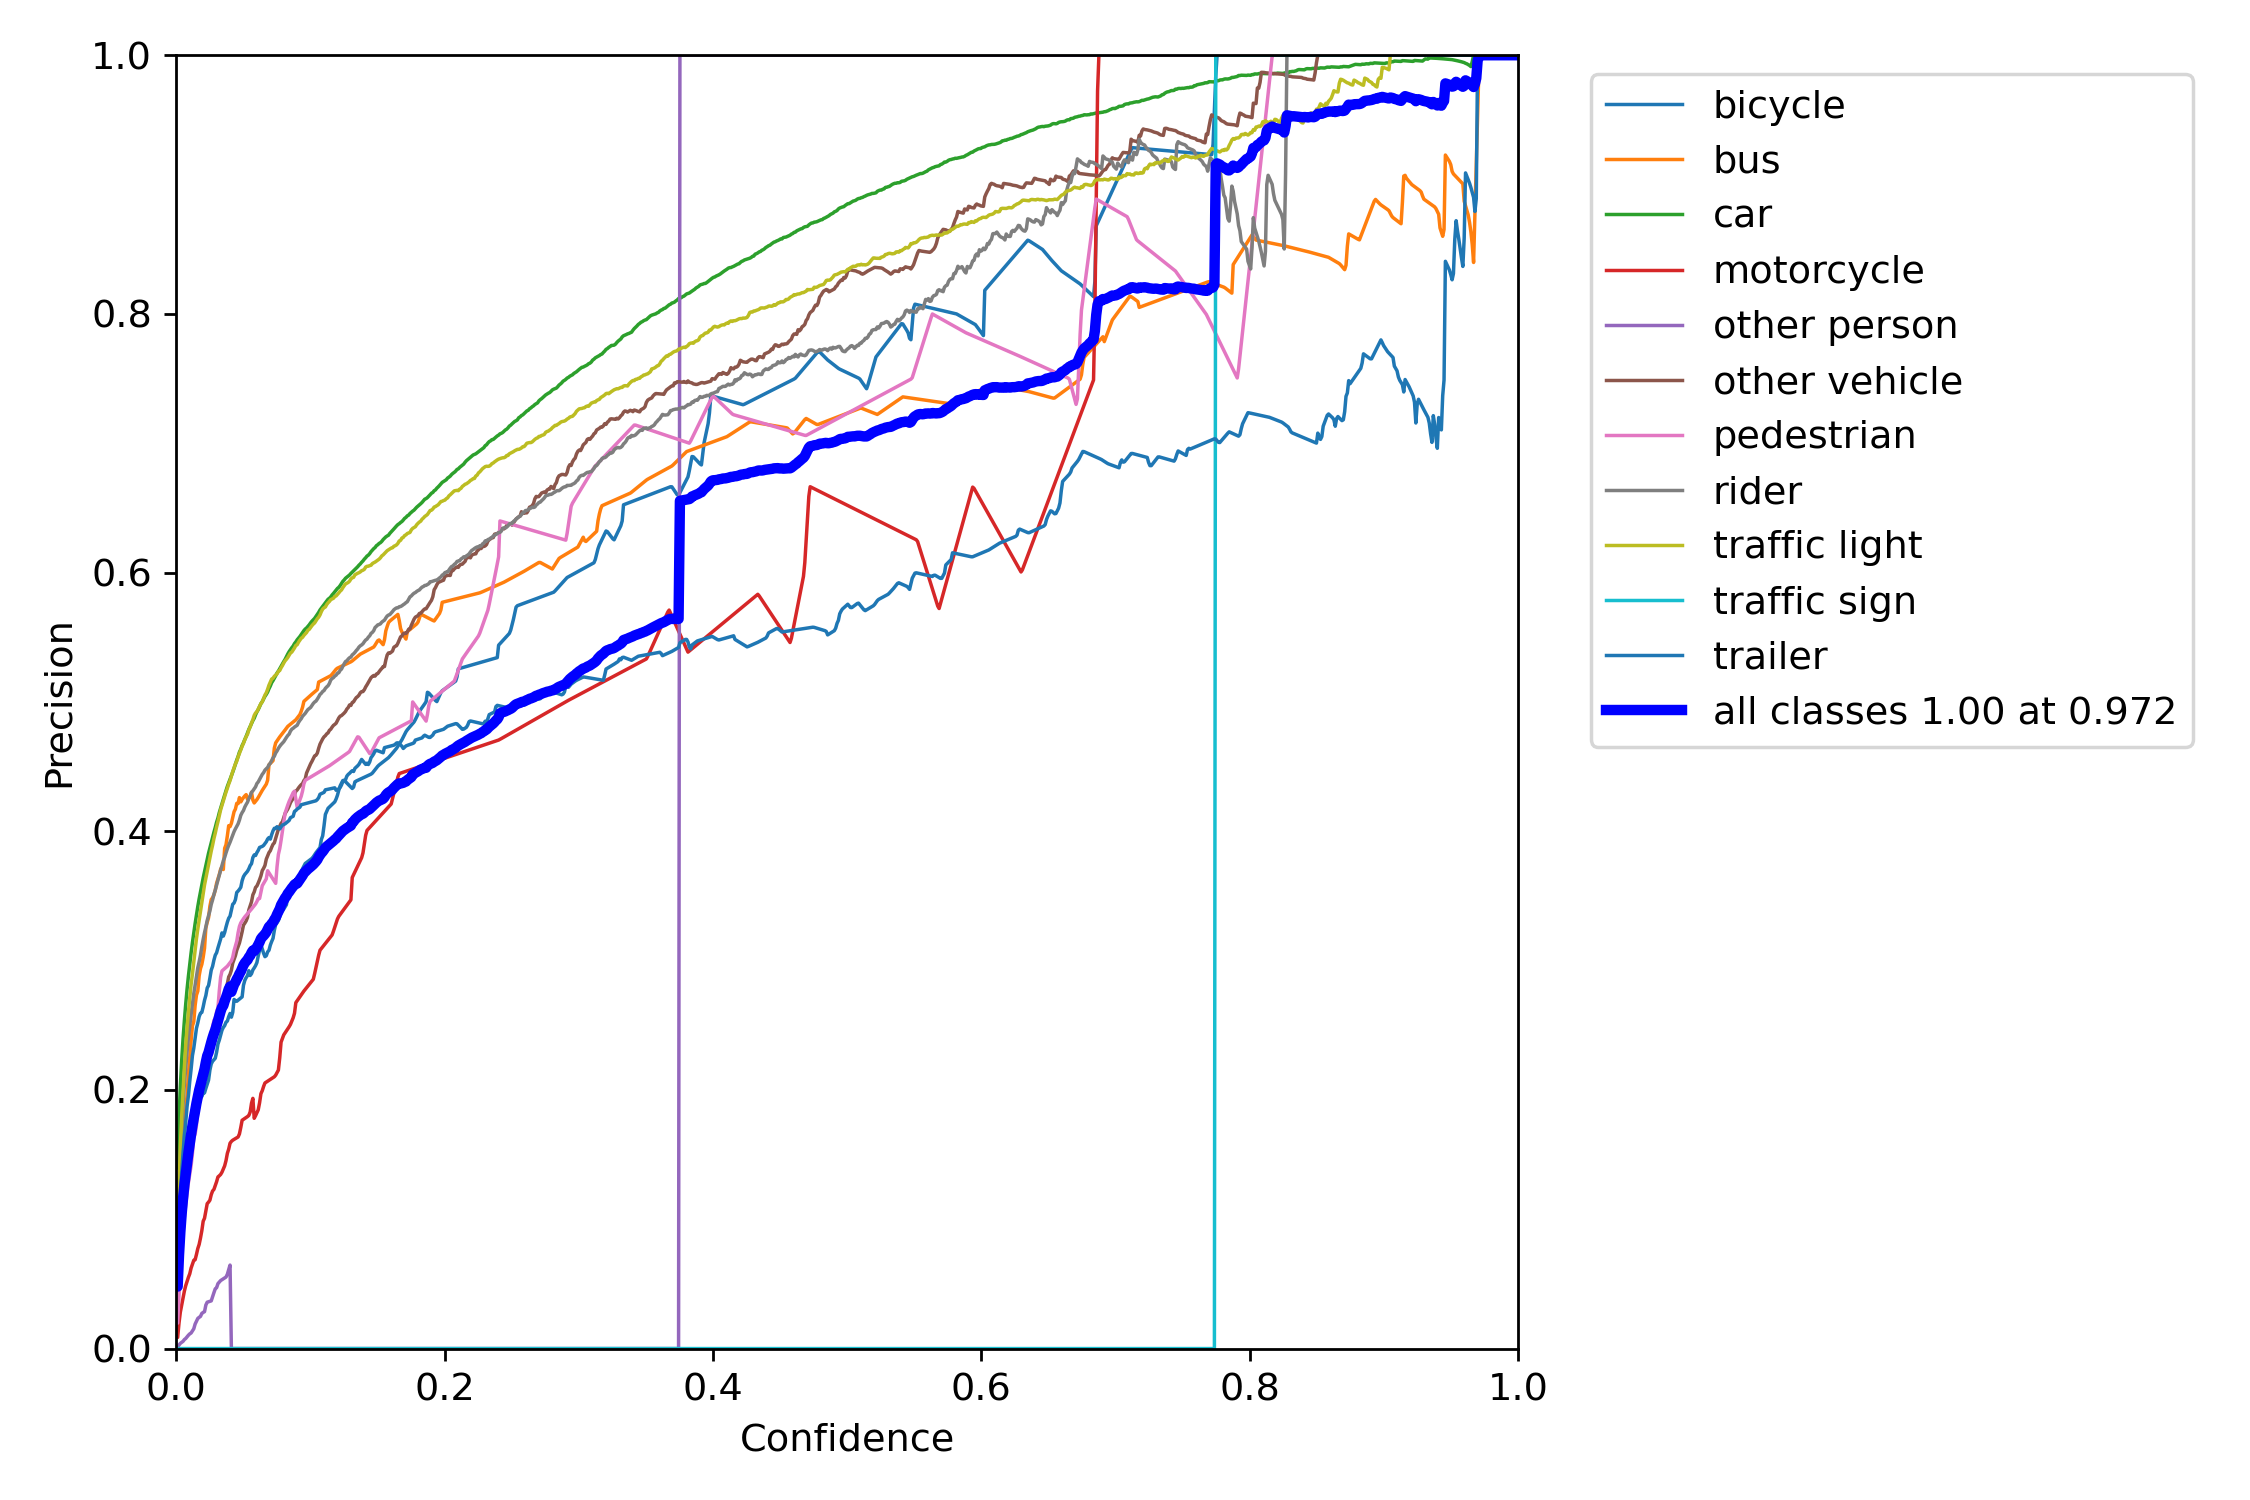 1.0
0.8
0.6
0.4
0.2
0.0
Precision
0.0 0.2 0.4 0.6 0.8 1.0
Confidence
bicycle
bus
car
motorcycle
other person
other vehicle
pedestrian
rider
traffic light
traffic sign
trailer
all classes 1.00 at 0.972